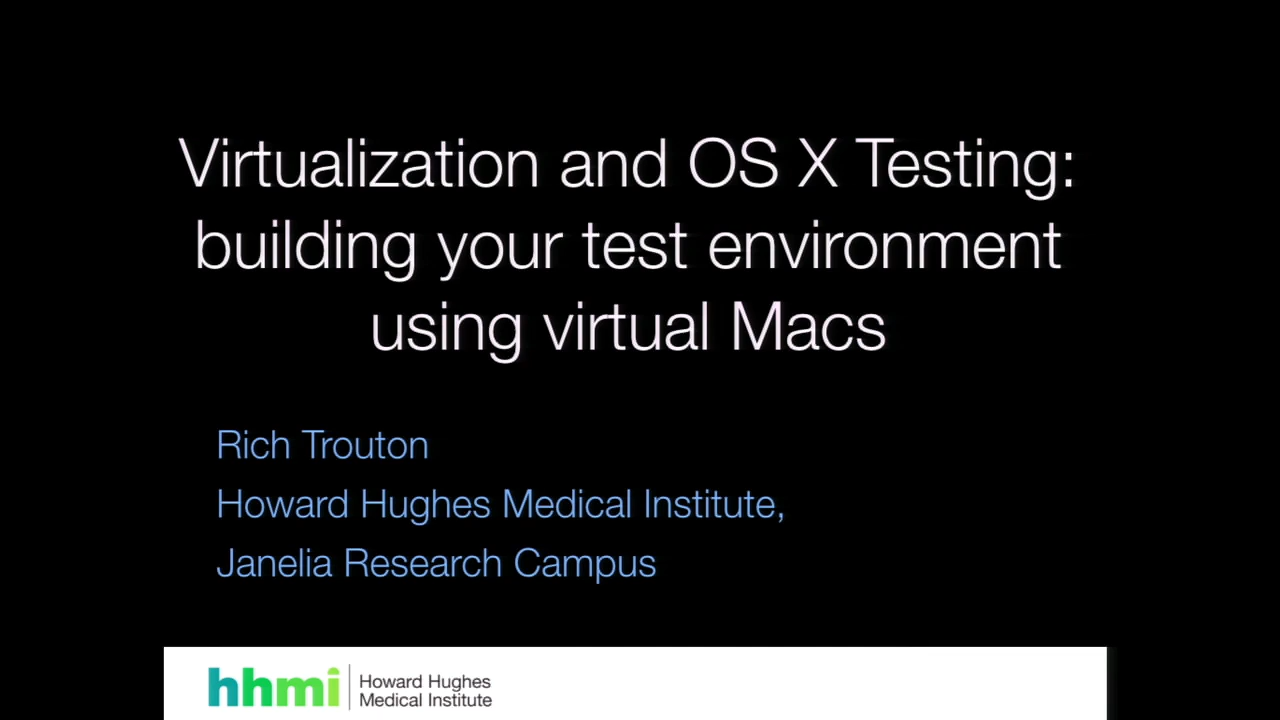 Virtualization and OS X Testing:
building your test environment
using virtual Macs
Rich Trouton
Howard Hughes Medical Institute,
Janelia Research Campus
hhmi
Howard Hughes
Medical Institute